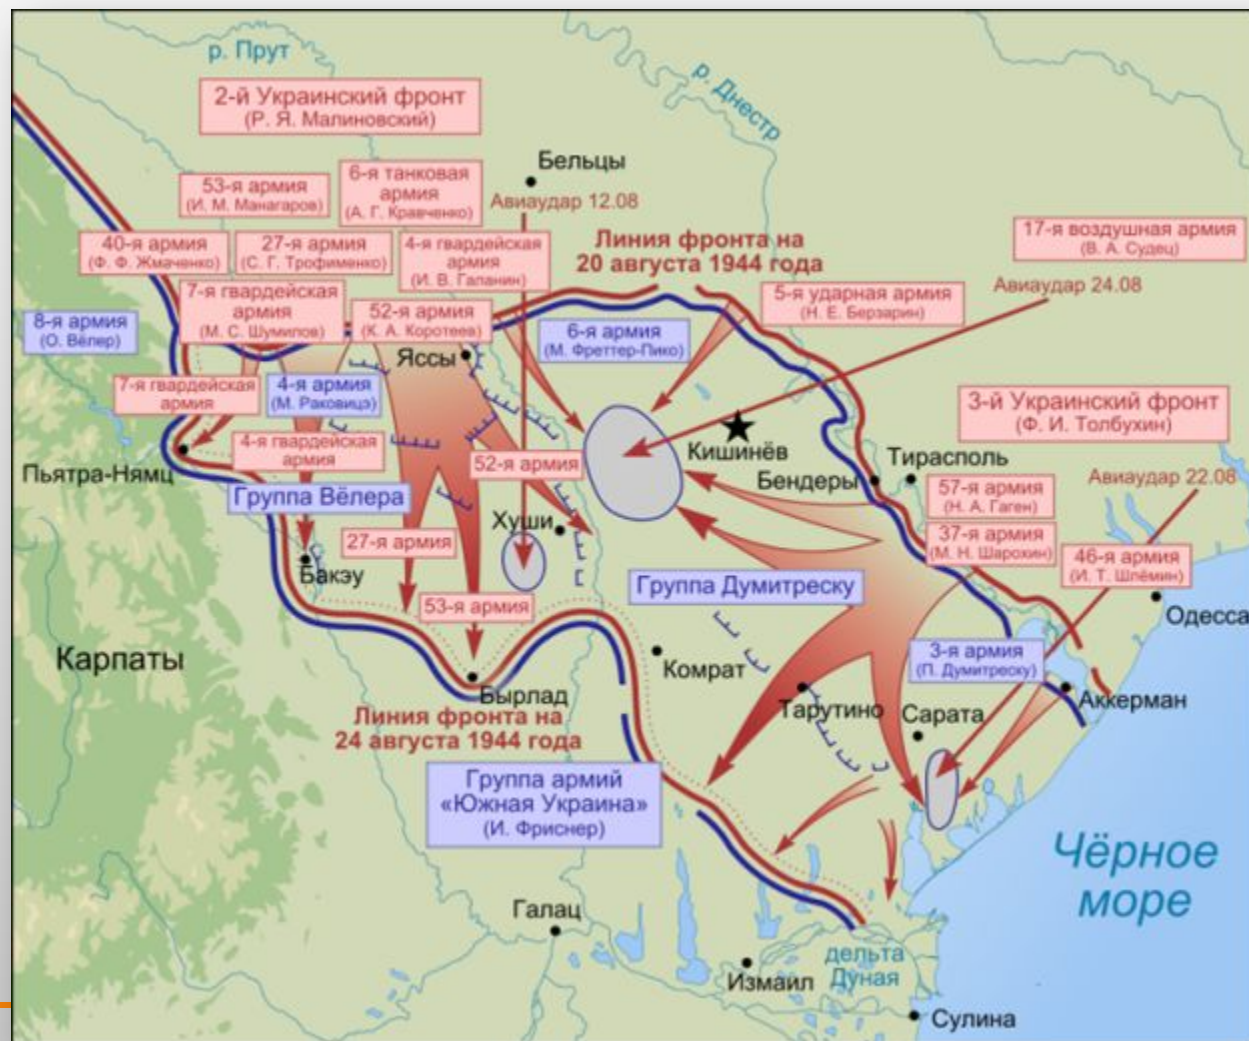 р. Прут
2-й Украинский фронт
(Р. Я. Малиновский)
р. Днестр
Бельцы
Авиаудар 12.08
53-я армия
(И. М. Манагаров)
6-я танковая
армия
(А. Г. Кравченко)
40-я армия
(Ф. Ф. Жмаченко)
27-я армия
(С. Г. Трофименко)
4-я гвардейская
армия
(И. В. Галанин)
Линия фронта на
20 августа 1944 года
17-я воздушная армия
(В. А. Судец)
Авиаудар 24.08
7-я гвардейская
армия
(М. С. Шумилов)
52-я армия
(К. А. Коротеев)
5-я ударная армия
(Н. Е. Берзарин)
8-я армия
(О. Вёлер)
6-я армия
(М. Фреттер-Пико)
Яссы
7-я гвардейская
армия
4-я армия
(М. Раковицэ)
3-й Украинский фронт
(Ф. И. Толбухин)
4-я гвардейская
армия
Кишинёв
Пьятра-Нямц
52-я армия
Бендеры
Тирасполь
Авиаудар 22.08
Группа Вёлера
57-я армия
(Н. А. Гаген)
Хуши
27-я армия
37-я армия
(М. Н. Шарохин)
46-я армия
(И. Т. Шлёмин)
Бакэу
Группа Думитреску
53-я армия
Одесса
Карпаты
Комрат
3-я армия
(П. Думитреску)
Бырлад
Тарутино
Сарата
Аккерман
Линия фронта на
24 августа 1944 года
Группа армий
«Южная Украина»
(И. Фриснер)
Чёрное
море
Галац
Измаил
дельта
Дуная
Сулина